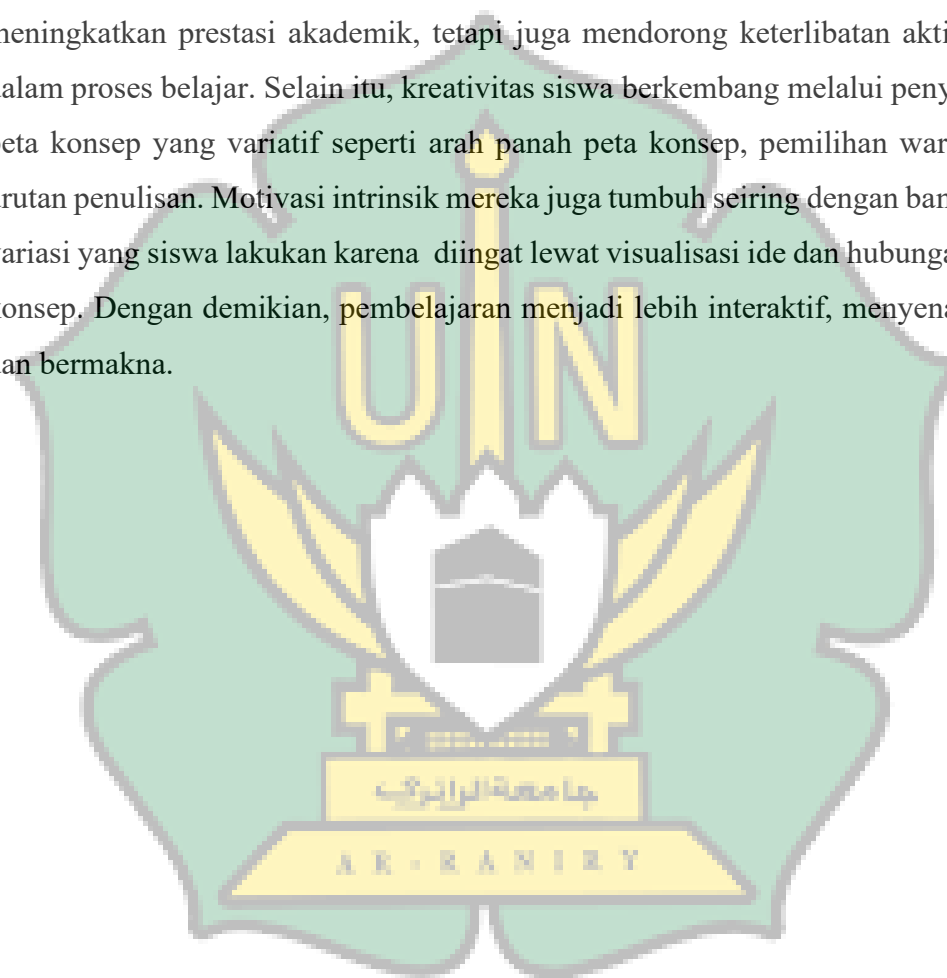 meningkatkan prestasi akademik, tetapi juga mendorong keterlibatan akti
dalam proses belajar. Selain itu, kreativitas siswa berkembang melalui peny
peta konsep yang variatif seperti arah panah peta konsep, pemilihan war
urutan penulisan. Motivasi intrinsik mereka juga tumbuh seiring dengan ban
variasi yang siswa lakukan karena diingat lewat visualisasi ide dan hubunga
konsep. Dengan demikian, pembelajaran menjadi lebih interaktif, menyena
dan bermakna.
UIN
جامعة الرانري
AR-RANIRY